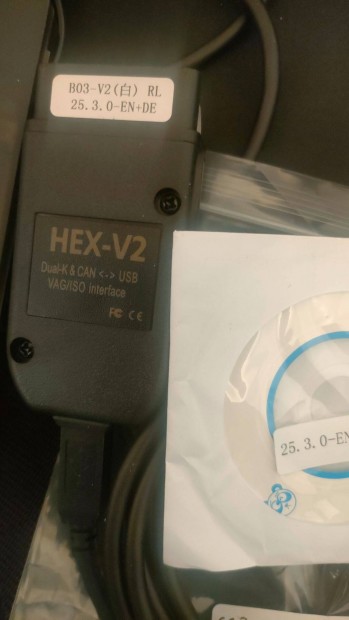 B03-V2(白) RL
25.3.0-EN+DE
HEX-V2
Dual-K & CAN <-> USB
VAG/ISO Interface
FC CE
25.3.0-EN